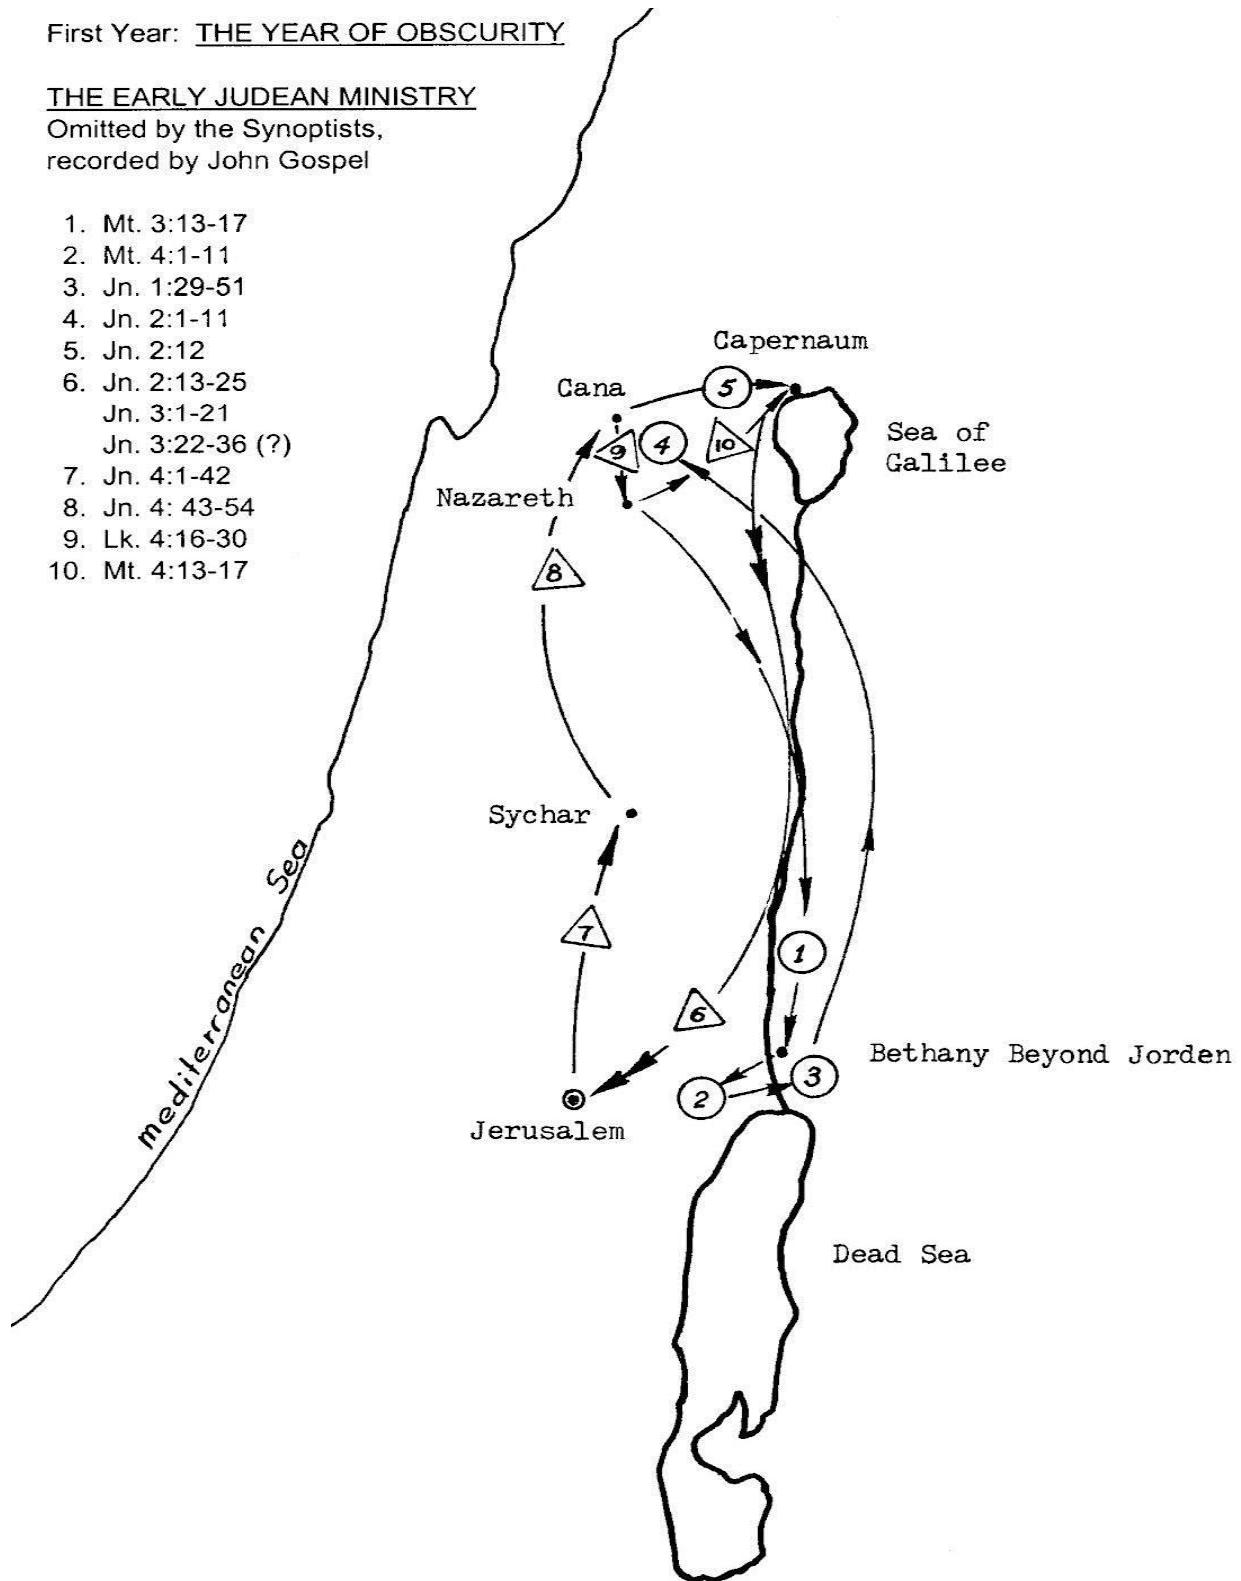 First Year: THE YEAR OF OBSCURITY
THE EARLY JUDEAN MINISTRY
Omitted by the Synoptists,
recorded by John Gospel
1. Mt. 3:13-17
2. Mt. 4:1-11
3. Jn. 1:29-51
4. Jn. 2:1-11
5. Jn. 2:12
6. Jn. 2:13-25
Jn. 3:1-21
Jn. 3:22-36 (?)
7. Jn. 4:1-42
8. Jn. 4: 43-54
9. Lk. 4:16-30
10. Mt. 4:13-17
Capernaum
Cana
5
Sea of
Galilee
9
4
10
Nazareth
8
Sychar
Mediterranean Sea
7
1
6
Bethany Beyond Jorden
3
2
Jerusalem
Dead Sea